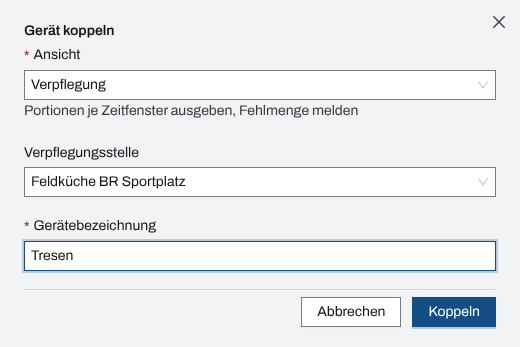 Gerät koppeln
* Ansicht
Verpflegung
Portionen je Zeitfenster ausgeben, Fehlmenge melden
Verpflegungsstelle
Feldküche BR Sportplatz
* Gerätebezeichnung
Tresen
Abbrechen Koppeln